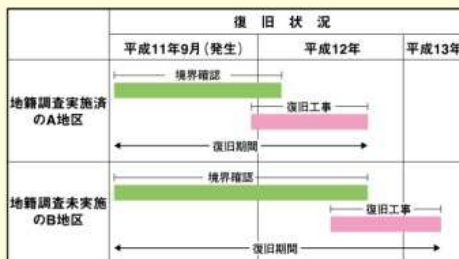 復旧状況
平成11年9月(発生) 平成12年 平成13年
地籍調査実施済
のA地区
境界確認
復旧工事
復旧期間
地籍調査未実施
のB地区
境界確認
復旧工事
復旧期間